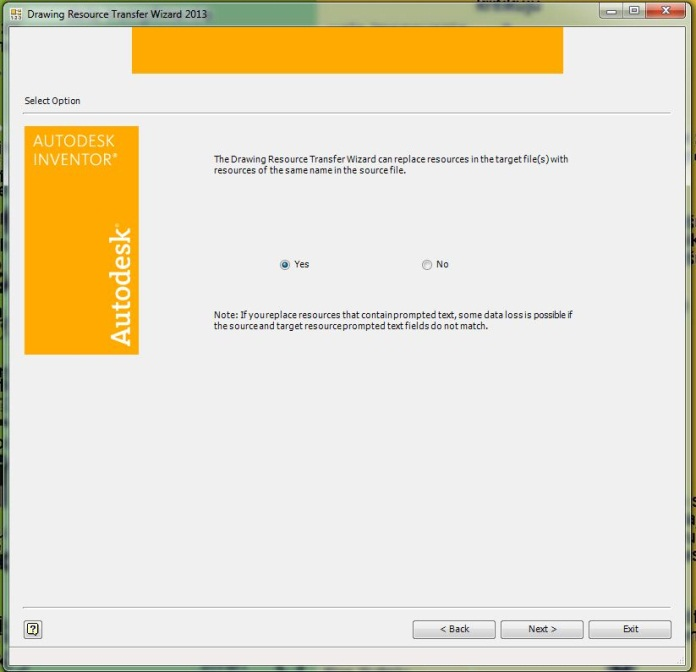 Drawing Resource Transfer Wizard 2013
Select Option
AUTODESK
INVENTOR®
Autodesk®
The Drawing Resource Transfer Wizard can replace resources in the target file(s) with
resources of the same name in the source file.
Yes
No
Note: If you replace resources that contain prompted text, some data loss is possible if
the source and target resource prompted text fields do not match.
< Back
Next >
Exit